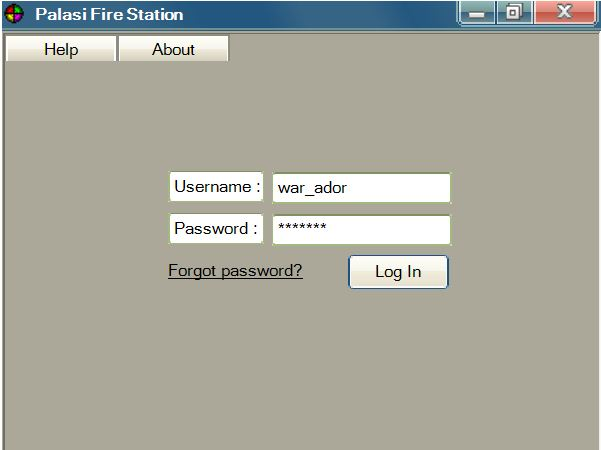 Palasi Fire Station
Help About
Username : war_ador
Password : *******
Forgot password? Log In